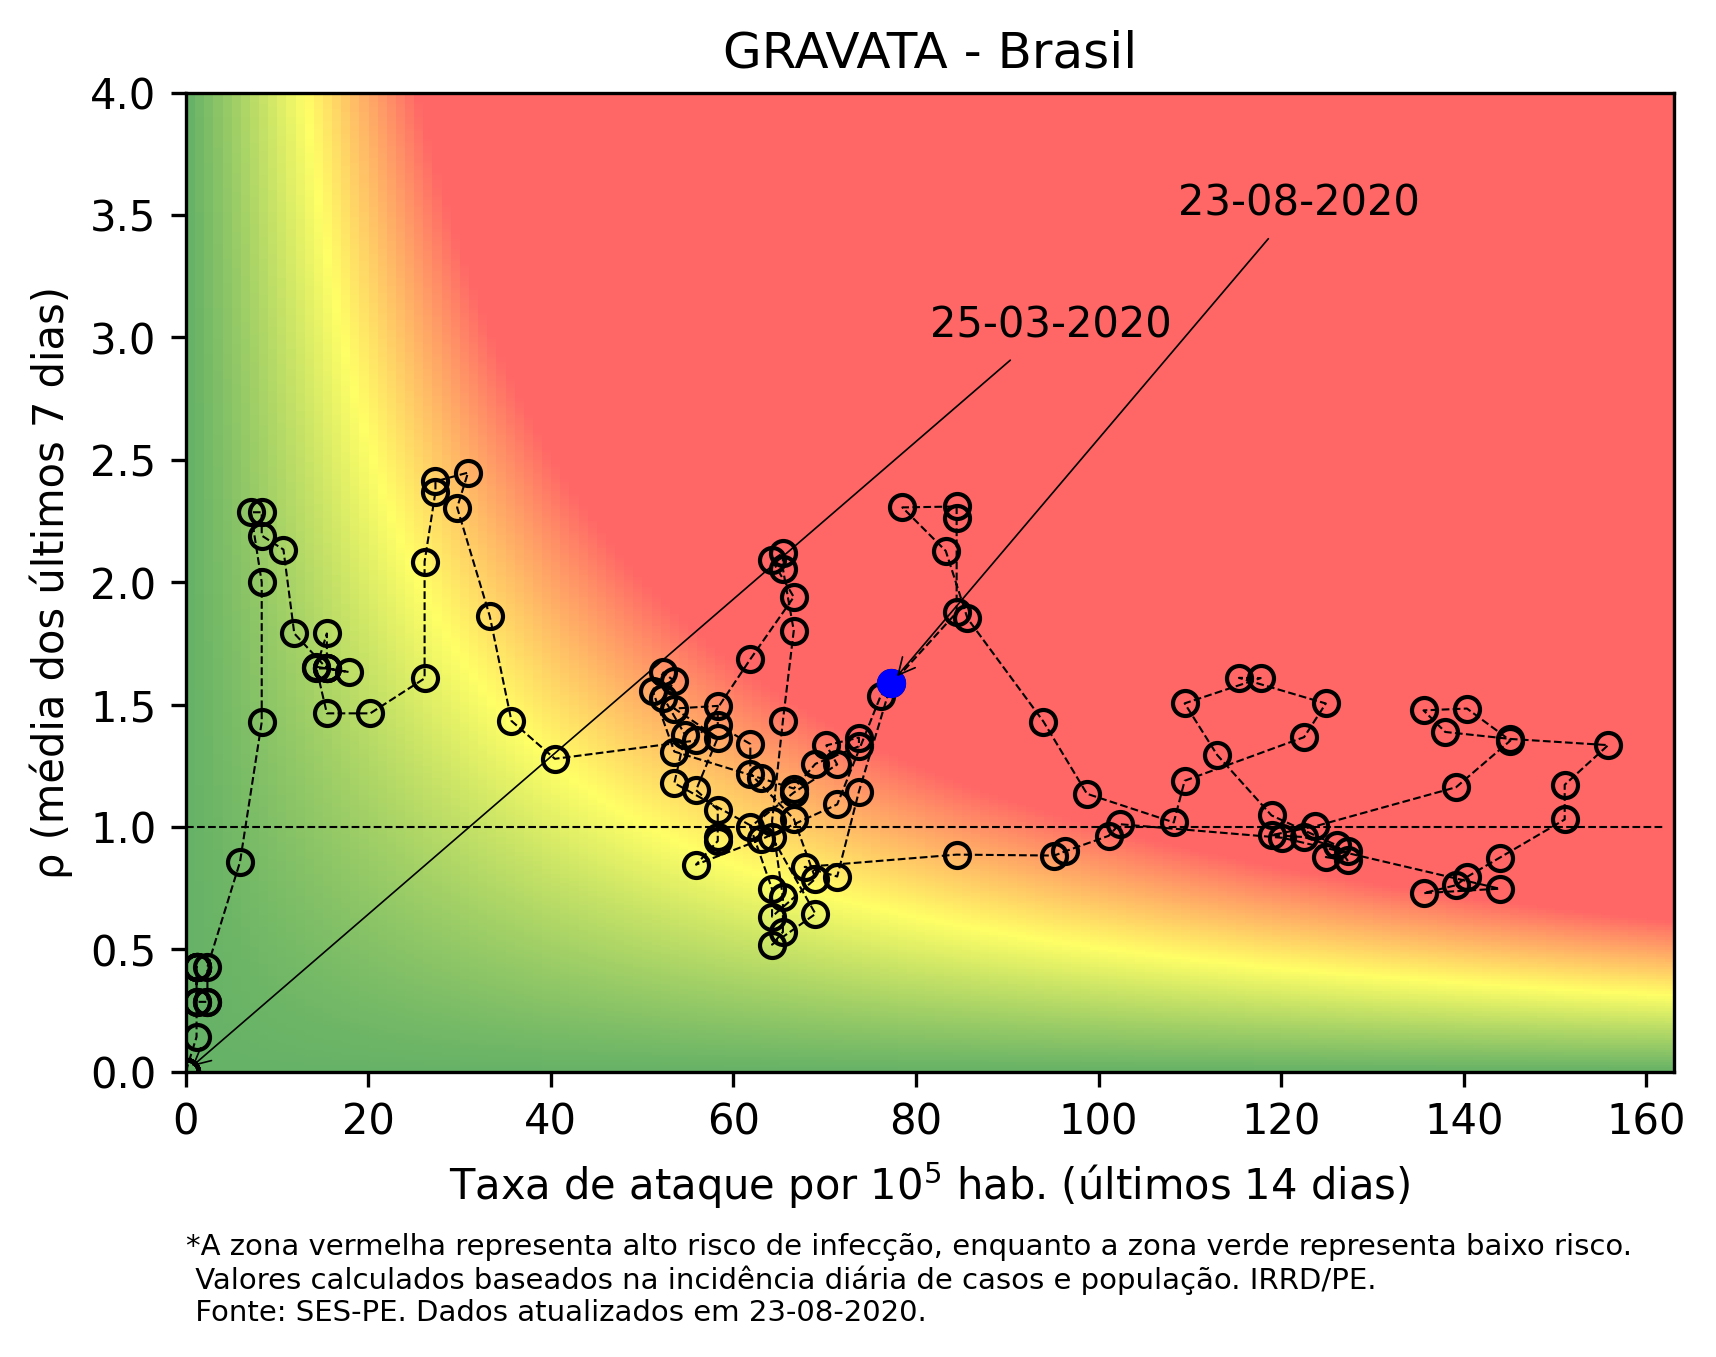 GRAVATA - Brasil
4.0
3.5
3.0
2.5
2.0
1.5
1.0
0.5
0.0
ρ (média dos últimos 7 dias)
23-08-2020
25-03-2020
0 20 40 60 80 100 120 140 160
Taxa de ataque por 10⁵ hab. (últimos 14 dias)
*A zona vermelha representa alto risco de infecção, enquanto a zona verde representa baixo risco.
Valores calculados baseados na incidência diária de casos e população. IRRD/PE.
Fonte: SES-PE. Dados atualizados em 23-08-2020.